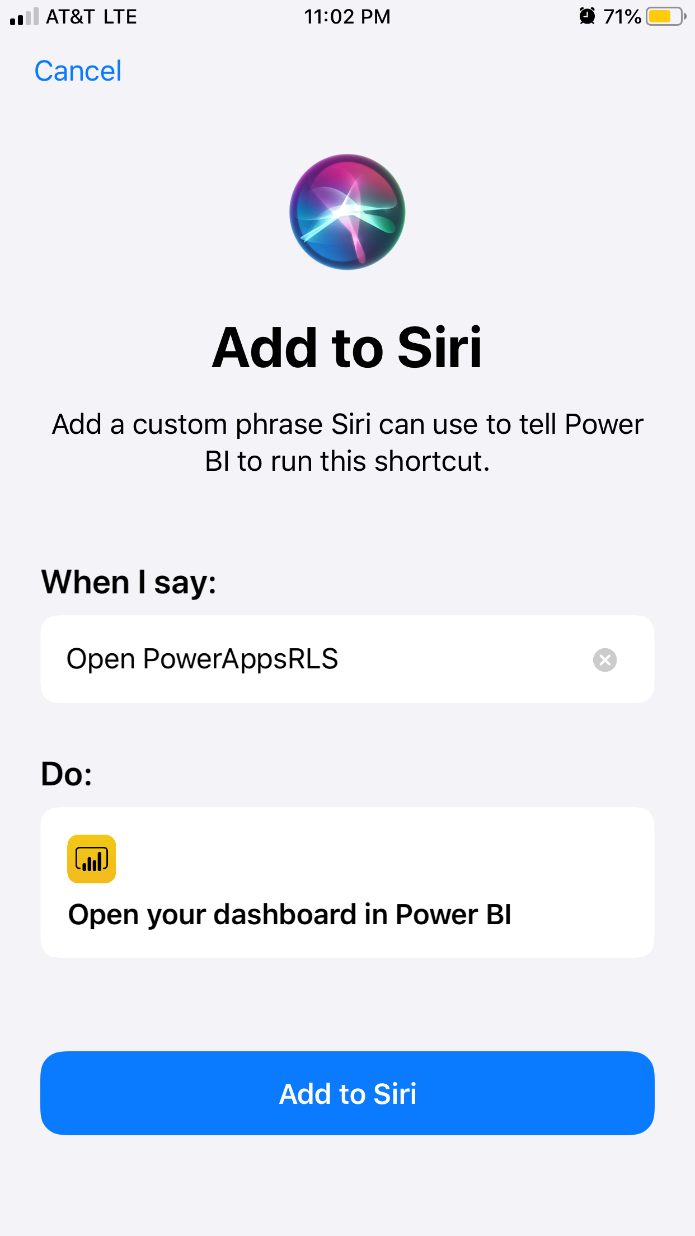 AT&T LTE 11:02 PM 71%
Cancel
Add to Siri
Add a custom phrase Siri can use to tell Power
BI to run this shortcut.
When I say:
Open PowerAppsRLS
Do:
Open your dashboard in Power BI
Add to Siri